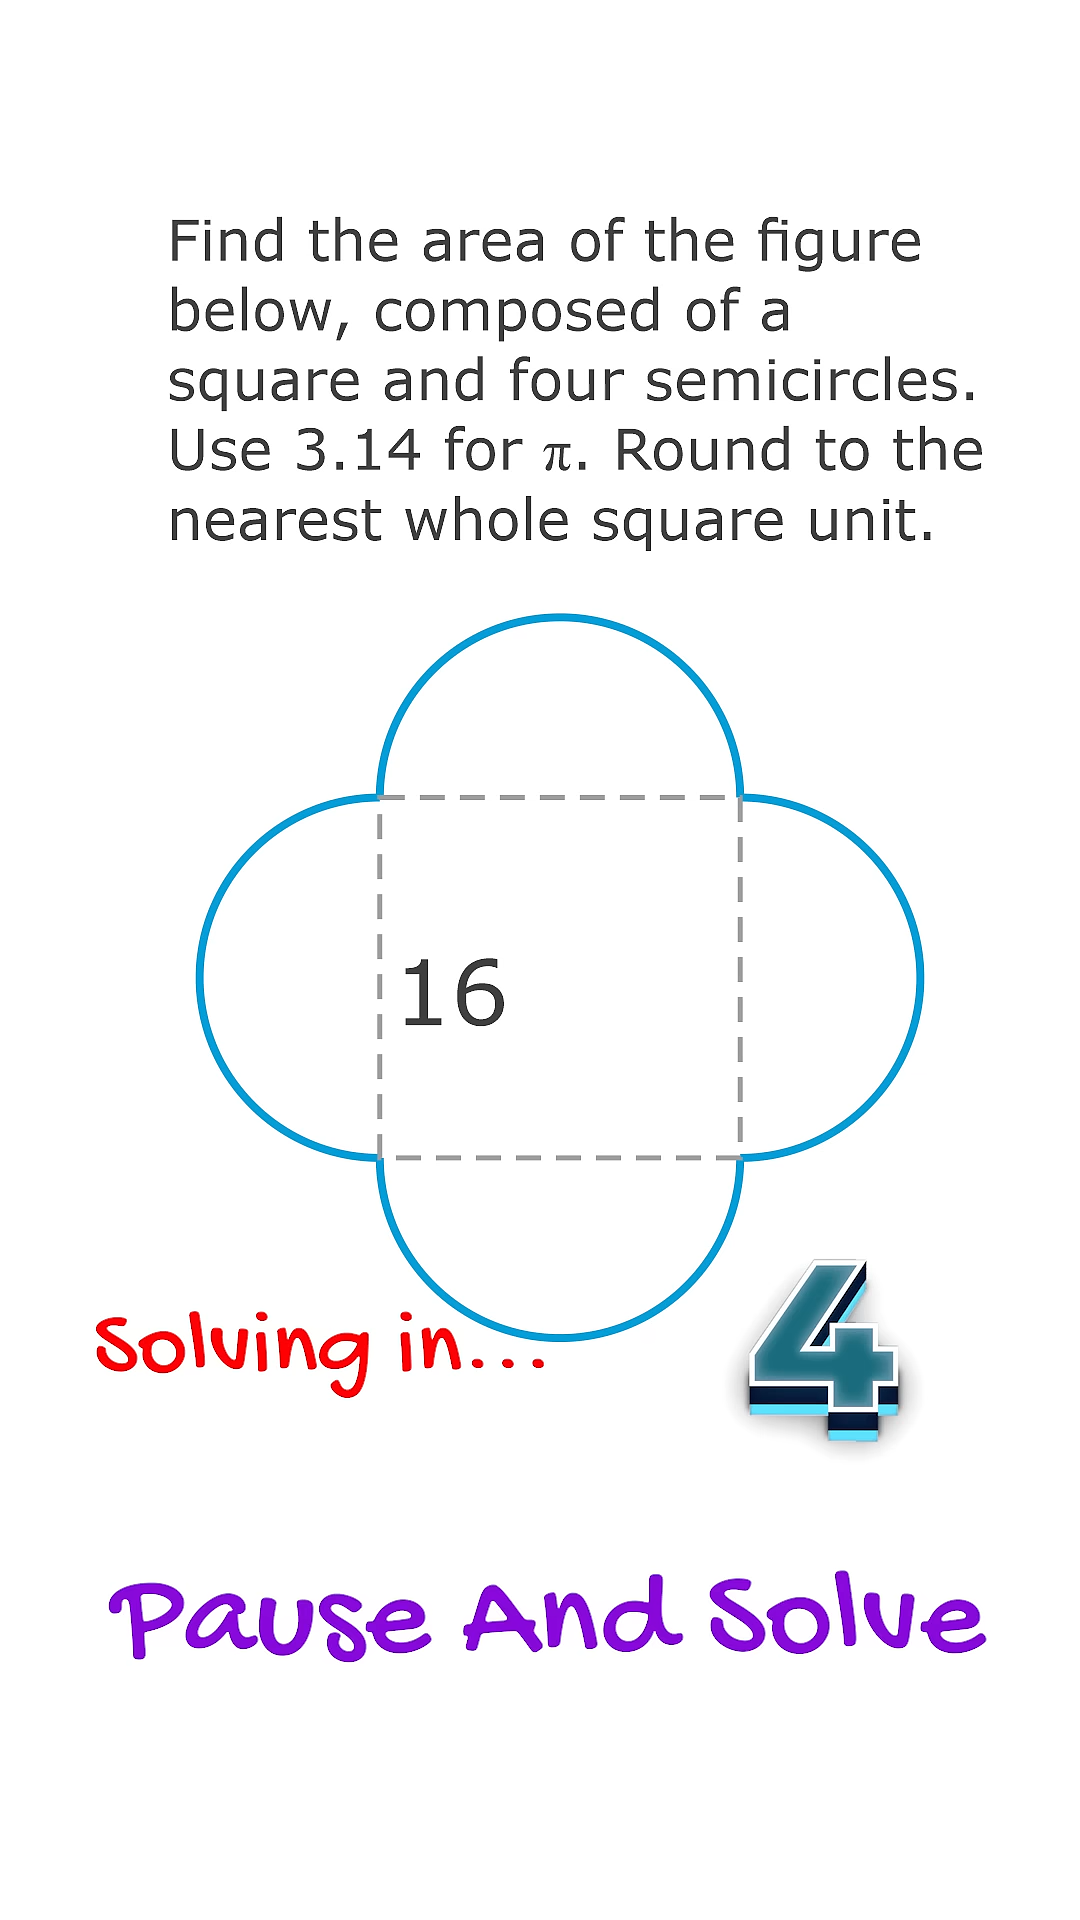 Find the area of the figure
below, composed of a
square and four semicircles.
Use 3.14 for π. Round to the
nearest whole square unit.
16
Solving in...
4
Pause And Solve